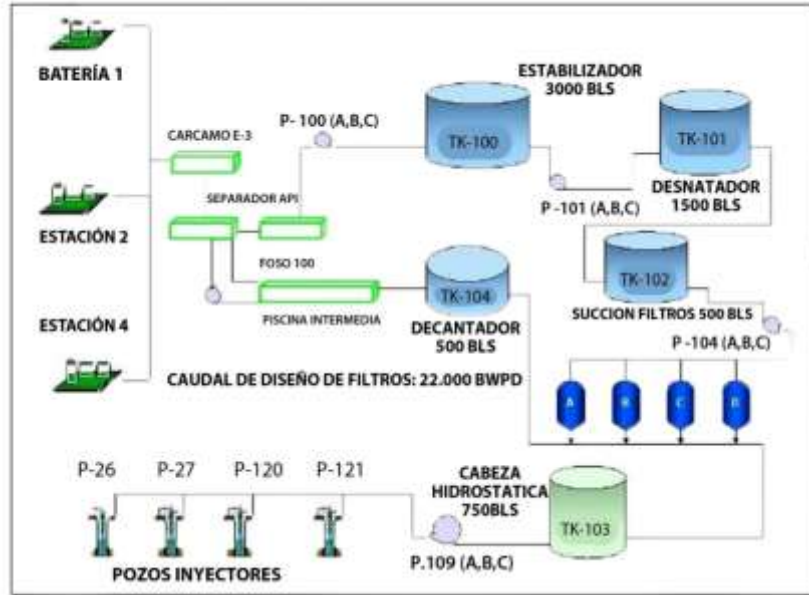 BATERÍA 1
ESTABILIZADOR
3000 BLS
P- 100 (A,B,C)
TK-100
TK-101
CARCAMO E-3
SEPARADOR API
P -101 (A,B,C)
DESNATADOR
1500 BLS
ESTACIÓN 2
FOSO 100
TK-102
TK-104
PISCINA INTERMEDIA
SUCCION FILTROS 500 BLS
ESTACIÓN 4
DECANTADOR
500 BLS
P -104 (A,B,C)
CAUDAL DE DISEÑO DE FILTROS: 22.000 BWPD
A
C
P-26
P-27
P-120
P-121
CABEZA
HIDROSTATICA
750BLS
TK-103
P.109 (A,B,C)
POZOS INYECTORES